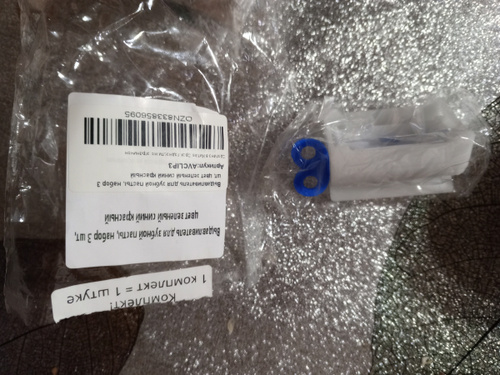 Комплект!
1 комплект = 1 штуке
Выдавливатель для зубной пасты, набор 3 шт,
цвет зеленый синий красный
Выдавливатель для зубной пасты, набор 3
шт, цвет зеленый синий красный
Артикул: AVCLIP3
OZN833856095